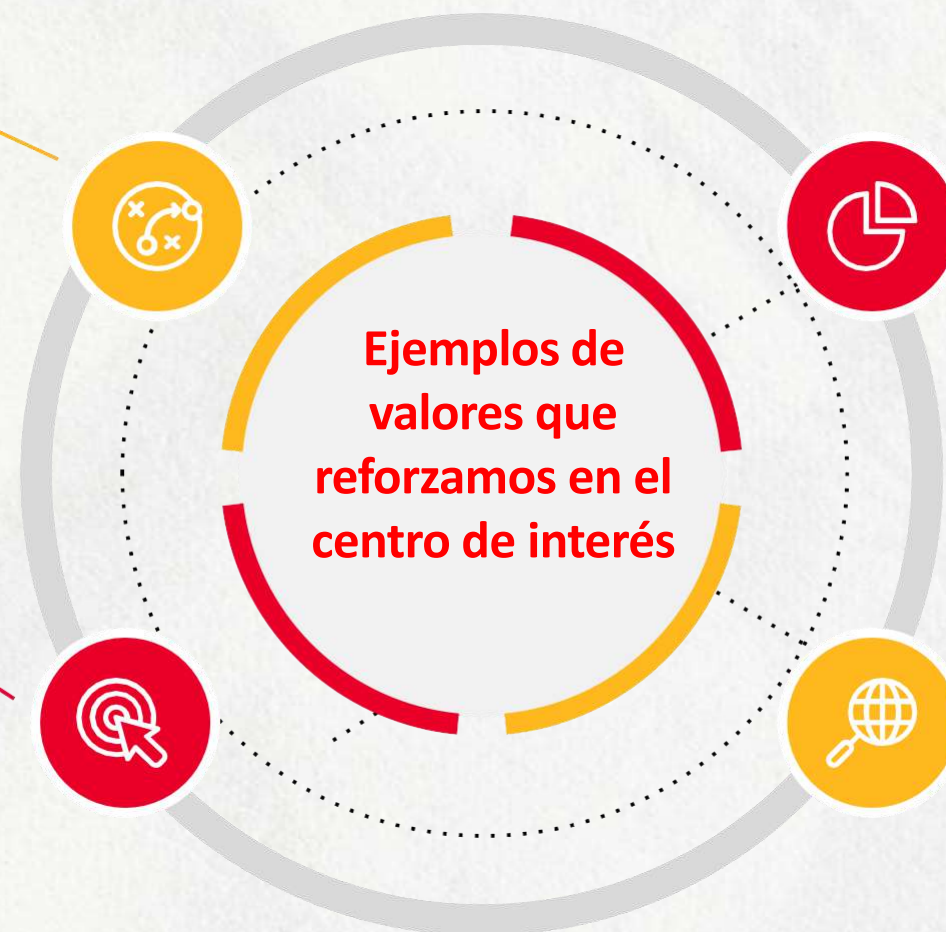 Ejemplos de
valores que
reforzamos en el
centro de interés